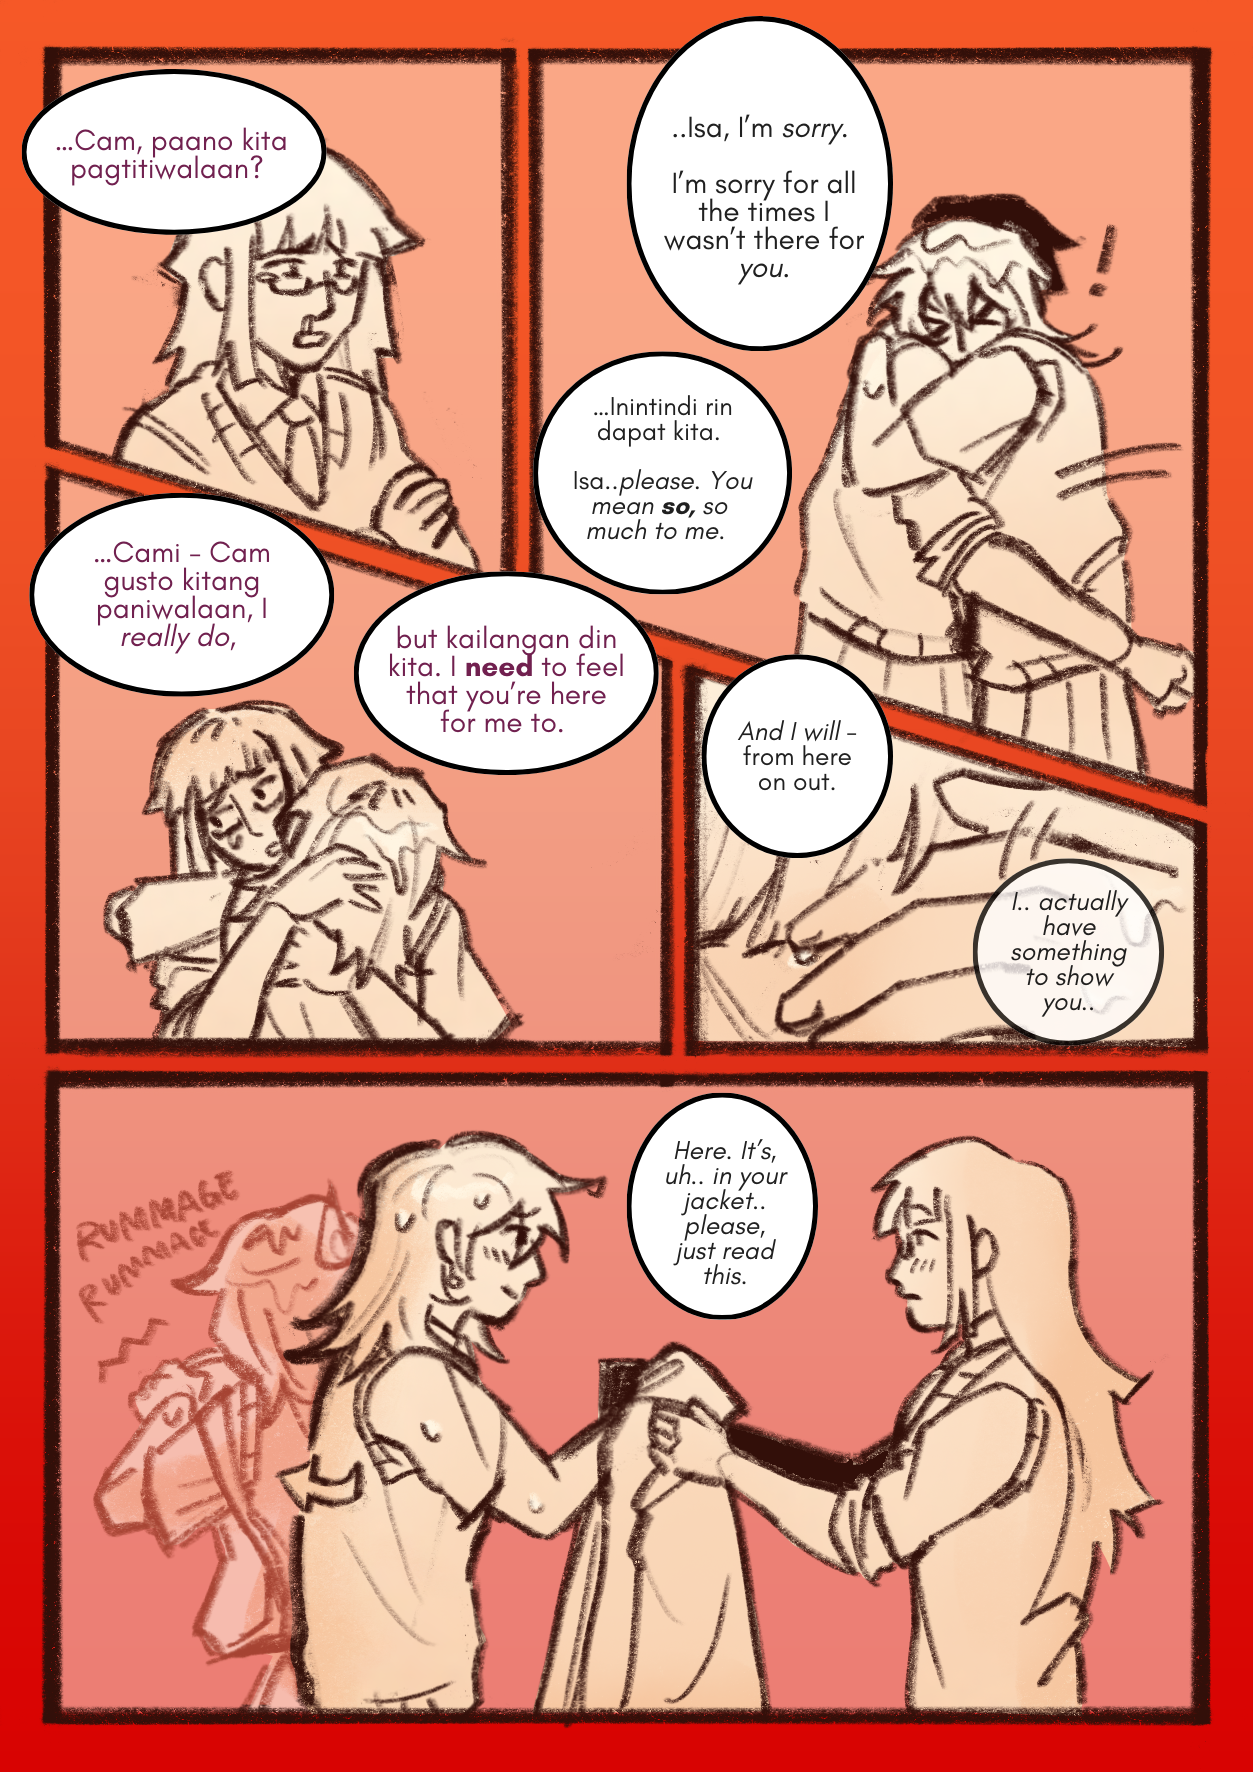 ...Cam, paano kita
pagtitiwalaan?
..Isa, I'm sorry.
I'm sorry for all
the times I
wasn't there for
you.
...Inintindi rin
dapat kita.
Isa..please. You
mean so, so
much to me.
...Cami - Cam
gusto kitang
paniwalaan, I
really do,
but kailangan din
kita. I need to feel
that you're here
for me to.
And I will -
from here
on out.
I.. actually
have
something
to show
you..
Here. It's,
uh.. in your
jacket..
please,
just read
this.
RUMMAGE
RUMMAGE